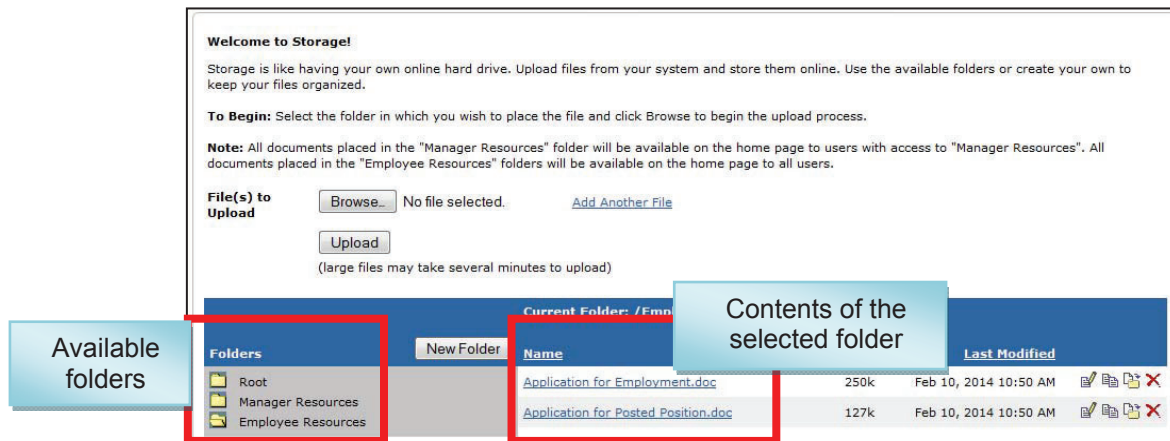 Welcome to Storage!
Storage is like having your own online hard drive. Upload files from your system and store them online. Use the available folders or create your own to
keep your files organized.
To Begin: Select the folder in which you wish to place the file and click Browse to begin the upload process.
Note: All documents placed in the "Manager Resources" folder will be available on the home page to users with access to "Manager Resources". All
documents placed in the "Employee Resources" folders will be available on the home page to all users.
File(s) to
Upload
Browse_ No file selected. Add Another File
Upload
(large files may take several minutes to upload)
Current Folder:
Contents of the
selected folder
Available
folders
Folders New Folder Name Last Modified
Root Application for Employment.doc 250k Feb 10, 2014 10:50 AM
Manager Resources
Employee Resources
Application for Posted Position.doc 127k Feb 10, 2014 10:50 AM